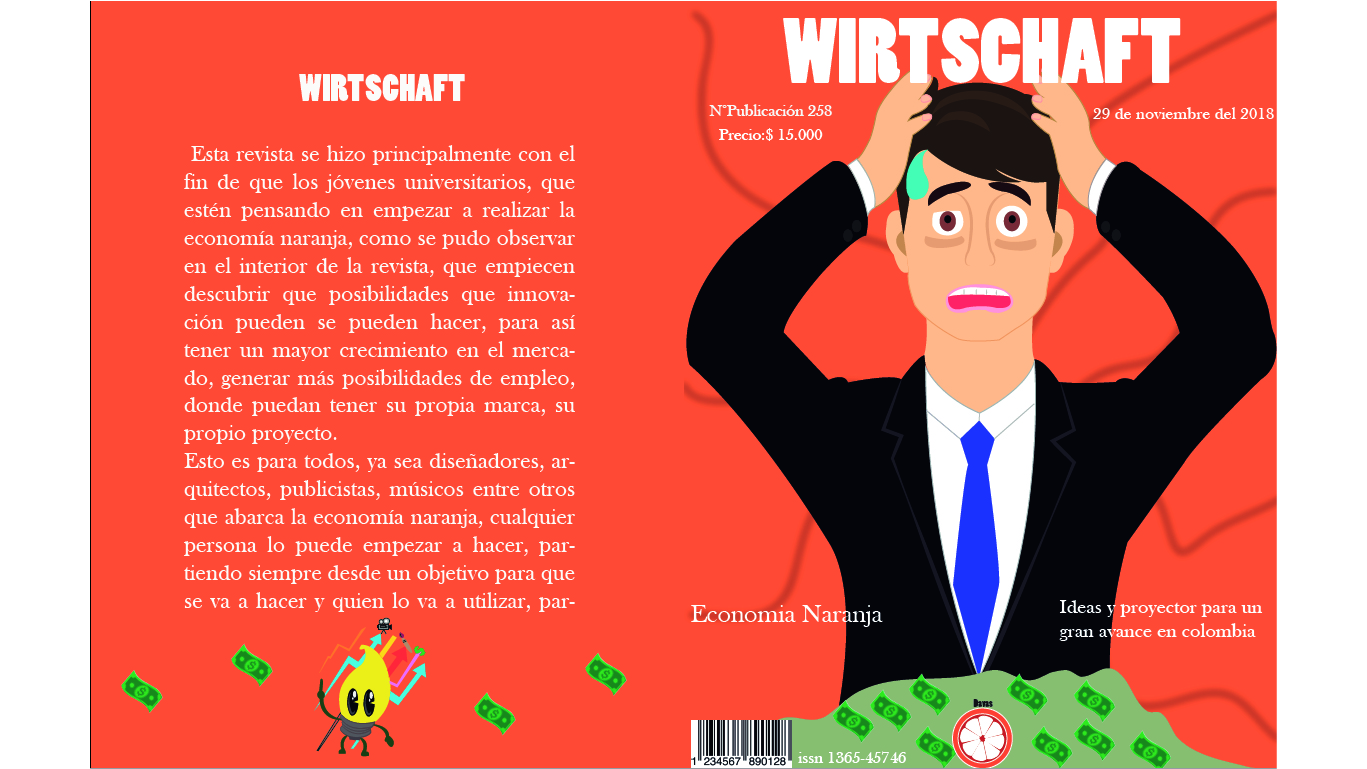 WIRTSCHAFT
Esta revista se hizo principalmente con el
fin de que los jóvenes universitarios, que
estén pensando en empezar a realizar la
economía naranja, como se pudo observar
en el interior de la revista, que empiecen
descubrir que posibilidades que innova-
ción pueden se pueden hacer, para así
tener un mayor crecimiento en el merca-
do, generar más posibilidades de empleo,
donde puedan tener su propia marca, su
propio proyecto.
Esto es para todos, ya sea diseñadores, ar-
quitectos, publicistas, músicos entre otros
que abarca la economía naranja, cualquier
persona lo puede empezar a hacer, par-
tiendo siempre desde un objetivo para que
se va a hacer y quien lo va a utilizar, par-
WIRTSCHAFT
N°Publicación 258
Precio:$ 15.000
29 de noviembre del 2018
Economia Naranja
Ideas y proyector para un
gran avance en colombia
Davas
1 234567 890128
issn 1365-45746